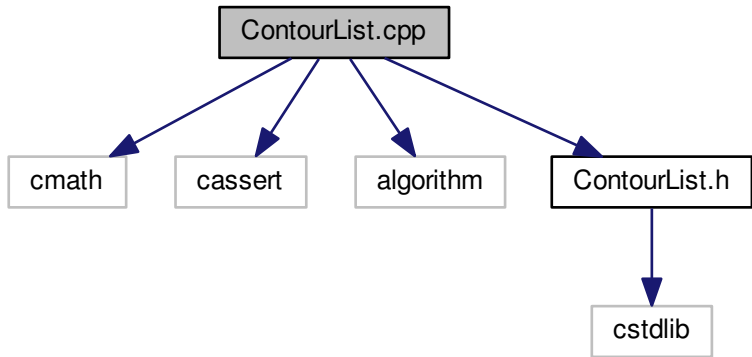 ContourList.cpp
cmath
cassert
algorithm
ContourList.h
cstdlib